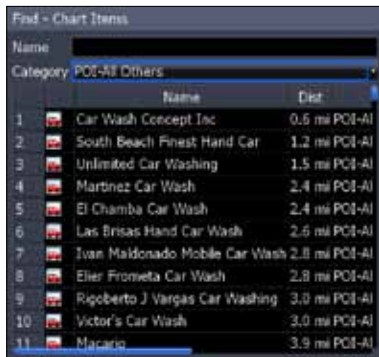 Find - Chart Items
Name
Category POI-All Others
Name Dist
1 Car Wash Concept Inc 0.6 mi POI-Al
2 South Beach Finest Hand Car 1.2 mi POI-Al
3 Unlimited Car Washing 1.5 mi POI-Al
4 Martinez Car Wash 2.4 mi POI-Al
5 El Chamba Car Wash 2.4 mi POI-Al
6 Las Brisas Hand Car Wash 2.6 mi POI-Al
7 Ivan Maldonado Mobile Car Wash 2.8 mi POI-Al
8 Elier Frometa Car Wash 2.8 mi POI-Al
9 Rigoberto J Vargas Car Washing 3.0 mi POI-Al
10 Victor's Car Wash 3.0 mi POI-Al
11 Macario 3.9 mi POI-Al